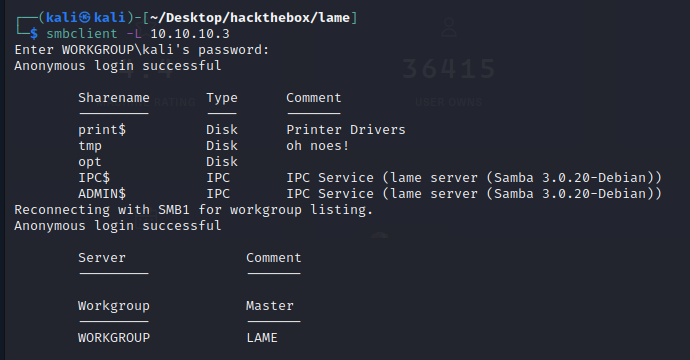 ┌──(kali㉿kali)-[~/Desktop/hackthebox/lame]
└─$ smbclient -L 10.10.10.3
Enter WORKGROUP\kali's password:
Anonymous login successful
Sharename Type Comment
--------- ---- -------
print$ Disk Printer Drivers
tmp Disk oh noes!
opt Disk
IPC$ IPC IPC Service (lame server (Samba 3.0.20-Debian))
ADMIN$ IPC IPC Service (lame server (Samba 3.0.20-Debian))
Reconnecting with SMB1 for workgroup listing.
Anonymous login successful
Server Comment
--------- -------
Workgroup Master
--------- -------
WORKGROUP LAME
36415
USER OWNS